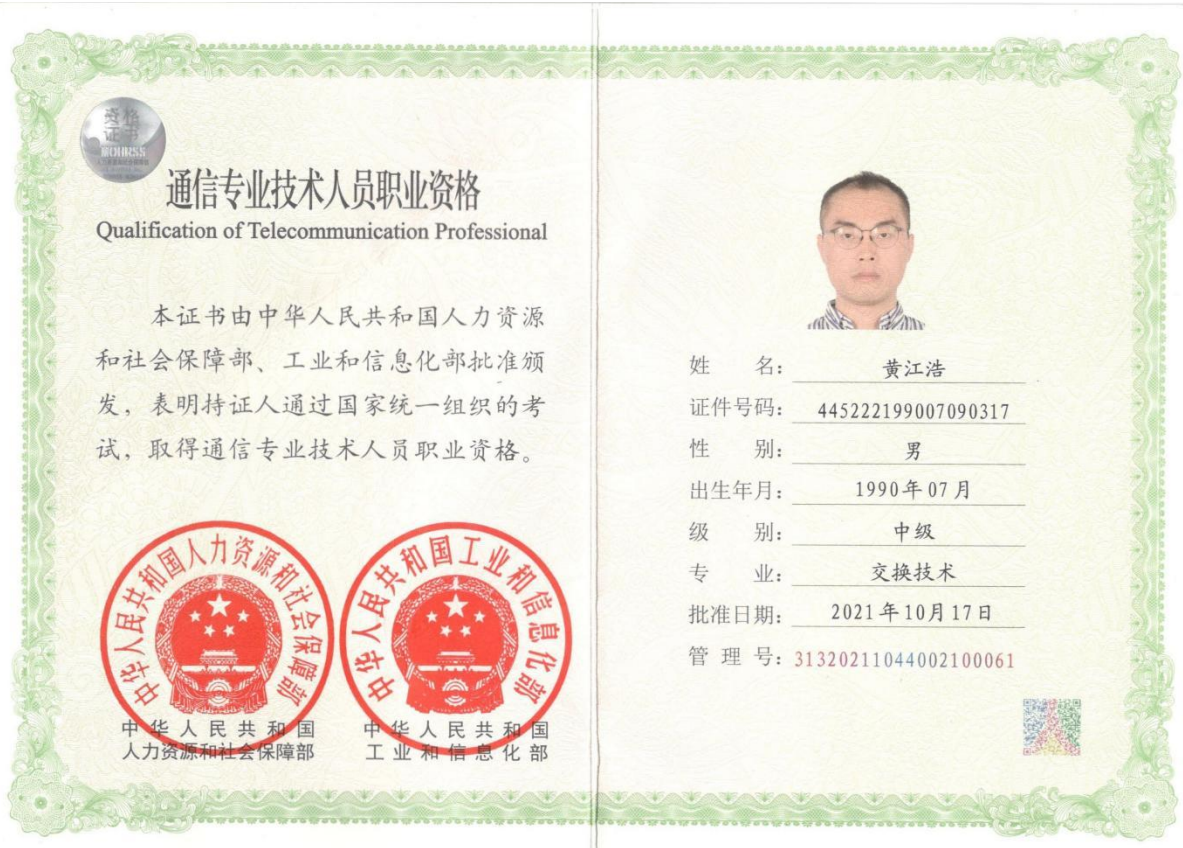 资格
证书
MOHRSS
通信专业技术人员职业资格
Qualification of Telecommunication Professional
本证书由中华人民共和国人力资源
和社会保障部、工业和信息化部批准颁
发，表明持证人通过国家统一组织的考
试，取得通信专业技术人员职业资格。
中华人民共和国人力资源和社会保障部
中华人民共和国工业和信息化部
中华人民共和国
人力资源和社会保障部
中华人民共和国
工业和信息化部
姓名：黄江浩
证件号码：445222199007090317
性别：男
出生年月：1990年07月
级别：中级
专业：交换技术
批准日期：2021年10月17日
管理号：31320211044002100061